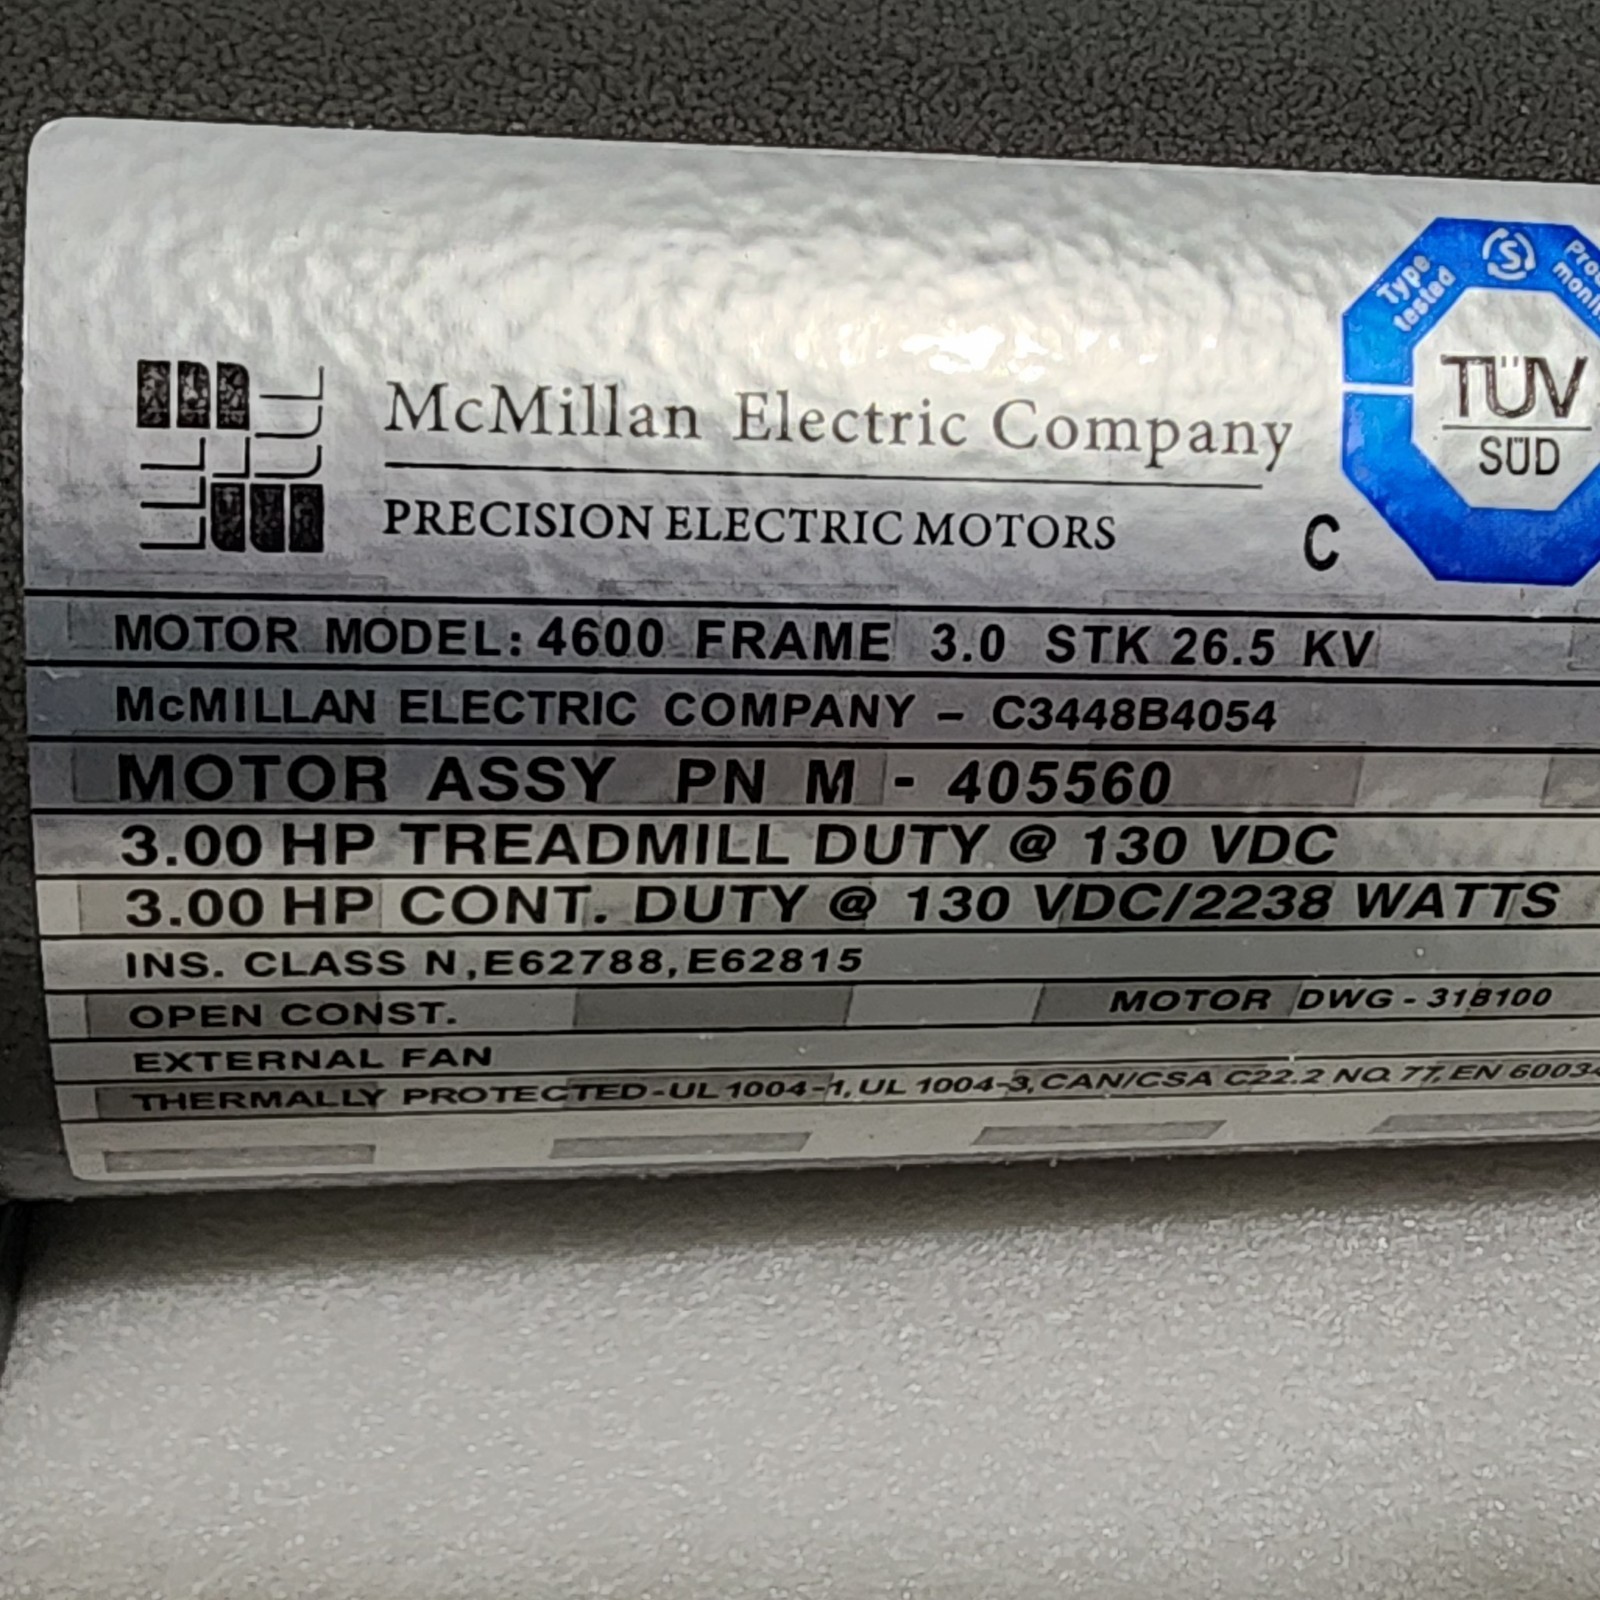 McMillan Electric Company
PRECISION ELECTRIC MOTORS
C
Type tested
S
TÜV
SÜD
MOTOR MODEL: 4600 FRAME 3.0 STK 26.5 KV
McMILLAN ELECTRIC COMPANY – C3448B4054
MOTOR ASSY PN M - 405560
3.00 HP TREADMILL DUTY @ 130 VDC
3.00 HP CONT. DUTY @ 130 VDC/2238 WATTS
INS. CLASS N,E62788,E62815
OPEN CONST. MOTOR DWG - 318100
EXTERNAL FAN
THERMALLY PROTECTED-UL 1004-1, UL 1004-3, CAN/CSA C22.2 NO. 77, EN 60034